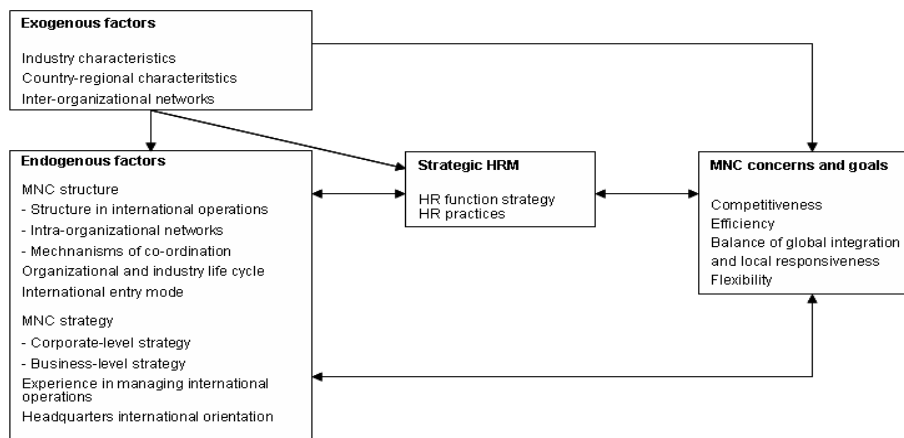 Exogenous factors
Industry characteristics
Country-regional characteritstics
Inter-organizational networks
Endogenous factors
MNC structure
- Structure in international operations
- Intra-organizational networks
- Mechnanisms of co-ordination
Organizational and industry life cycle
International entry mode
MNC strategy
- Corporate-level strategy
- Business-level strategy
Experience in managing international
operations
Headquarters international orientation
Strategic HRM
HR function strategy
HR practices
MNC concerns and goals
Competitiveness
Efficiency
Balance of global integration
and local responsiveness
Flexibility